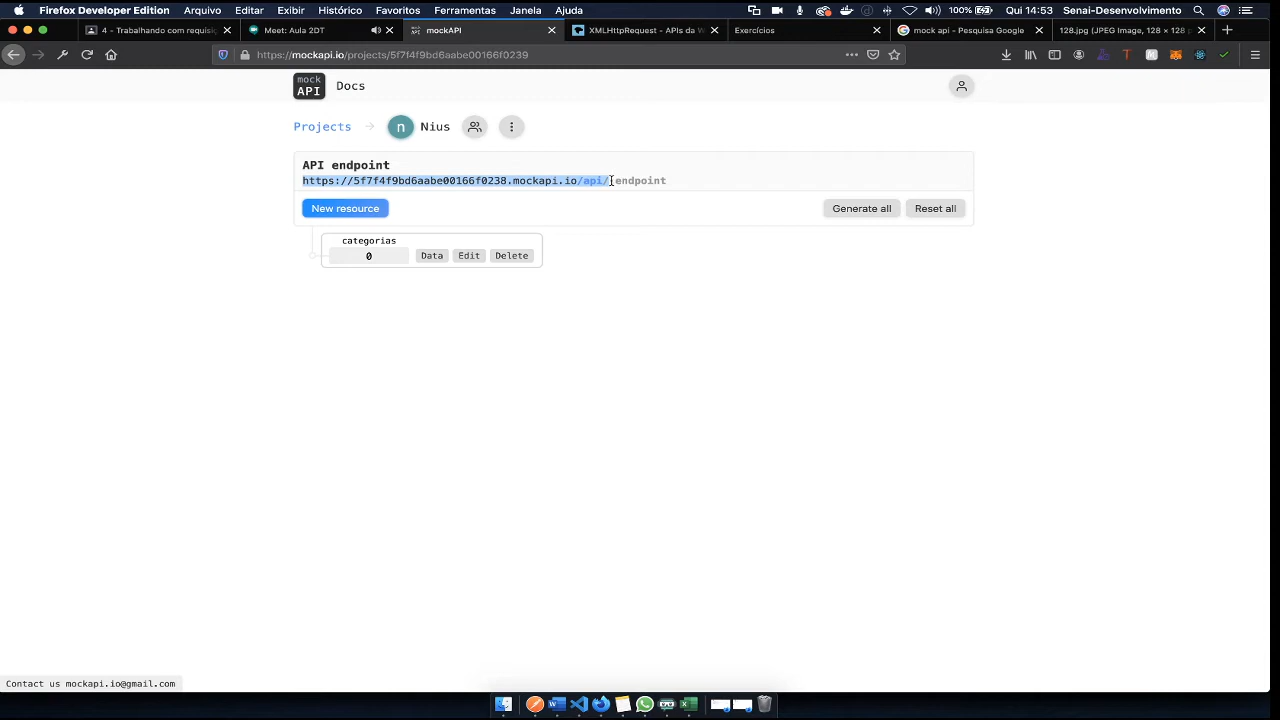 Firefox Developer Edition Arquivo Editar Exibir Histórico Favoritos Ferramentas Janela Ajuda 100% Qui 14:53 Senai-Desenvolvimento
4 - Trabalhando com requisiç Meet: Aula 2DT mockAPI XMLHttpRequest - APIs da W Exercícios mock api - Pesquisa Google 128.jpg (JPEG Image, 128 × 128 p
https://mockapi.io/projects/5f7f4f9bd6aabe00166f0239
mock
API
Docs
Projects n Nius
API endpoint
https://5f7f4f9bd6aabe00166f0238.mockapi.io/api/:endpoint
New resource Generate all Reset all
categorias
0 Data Edit Delete
Contact us mockapi.io@gmail.com